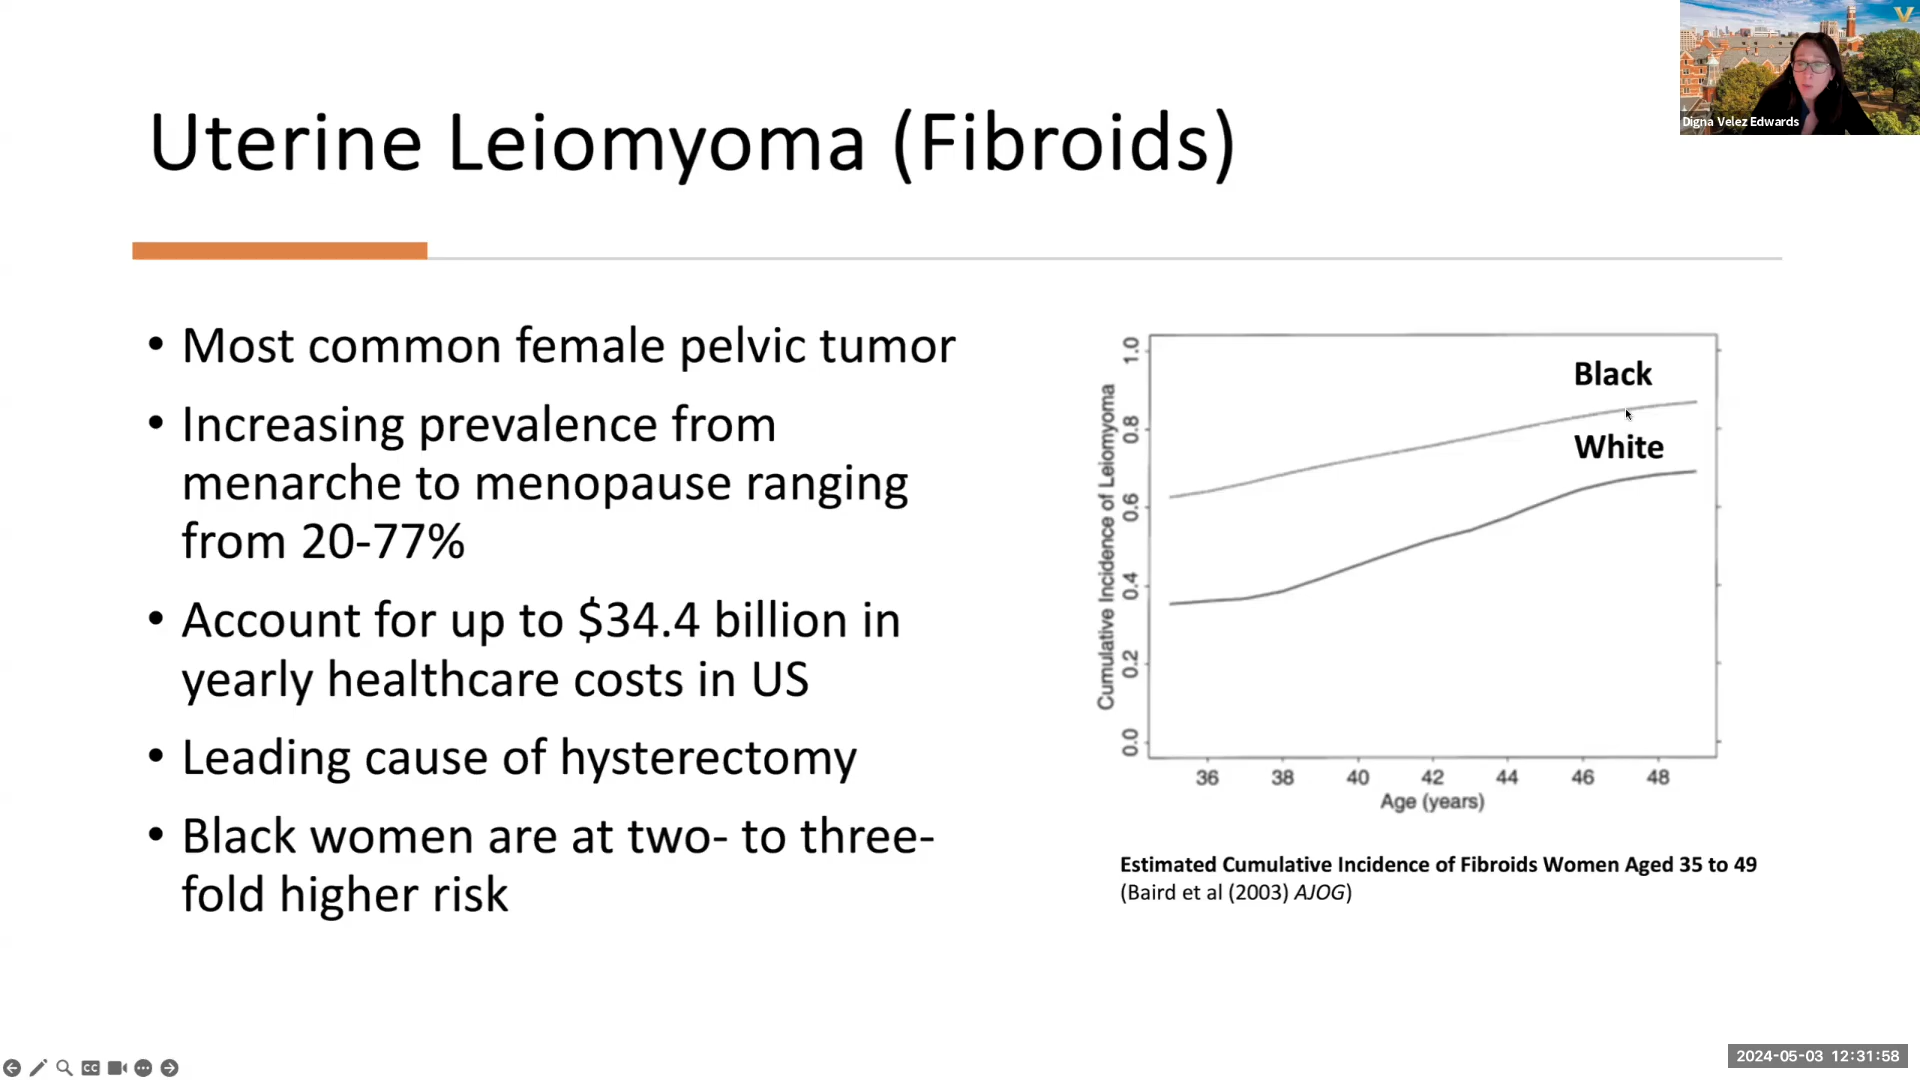 Digna Velez Edwards
Uterine Leiomyoma (Fibroids)
• Most common female pelvic tumor
• Increasing prevalence from
menarche to menopause ranging
from 20-77%
• Account for up to $34.4 billion in
yearly healthcare costs in US
• Leading cause of hysterectomy
• Black women are at two- to three-
fold higher risk
Cumulative Incidence of Leiomyoma
1.0
0.8
0.6
0.4
0.2
0.0
Black
White
36 38 40 42 44 46 48
Age (years)
Estimated Cumulative Incidence of Fibroids Women Aged 35 to 49
(Baird et al (2003) AJOG)
CC
2024-05-03 12:31:58